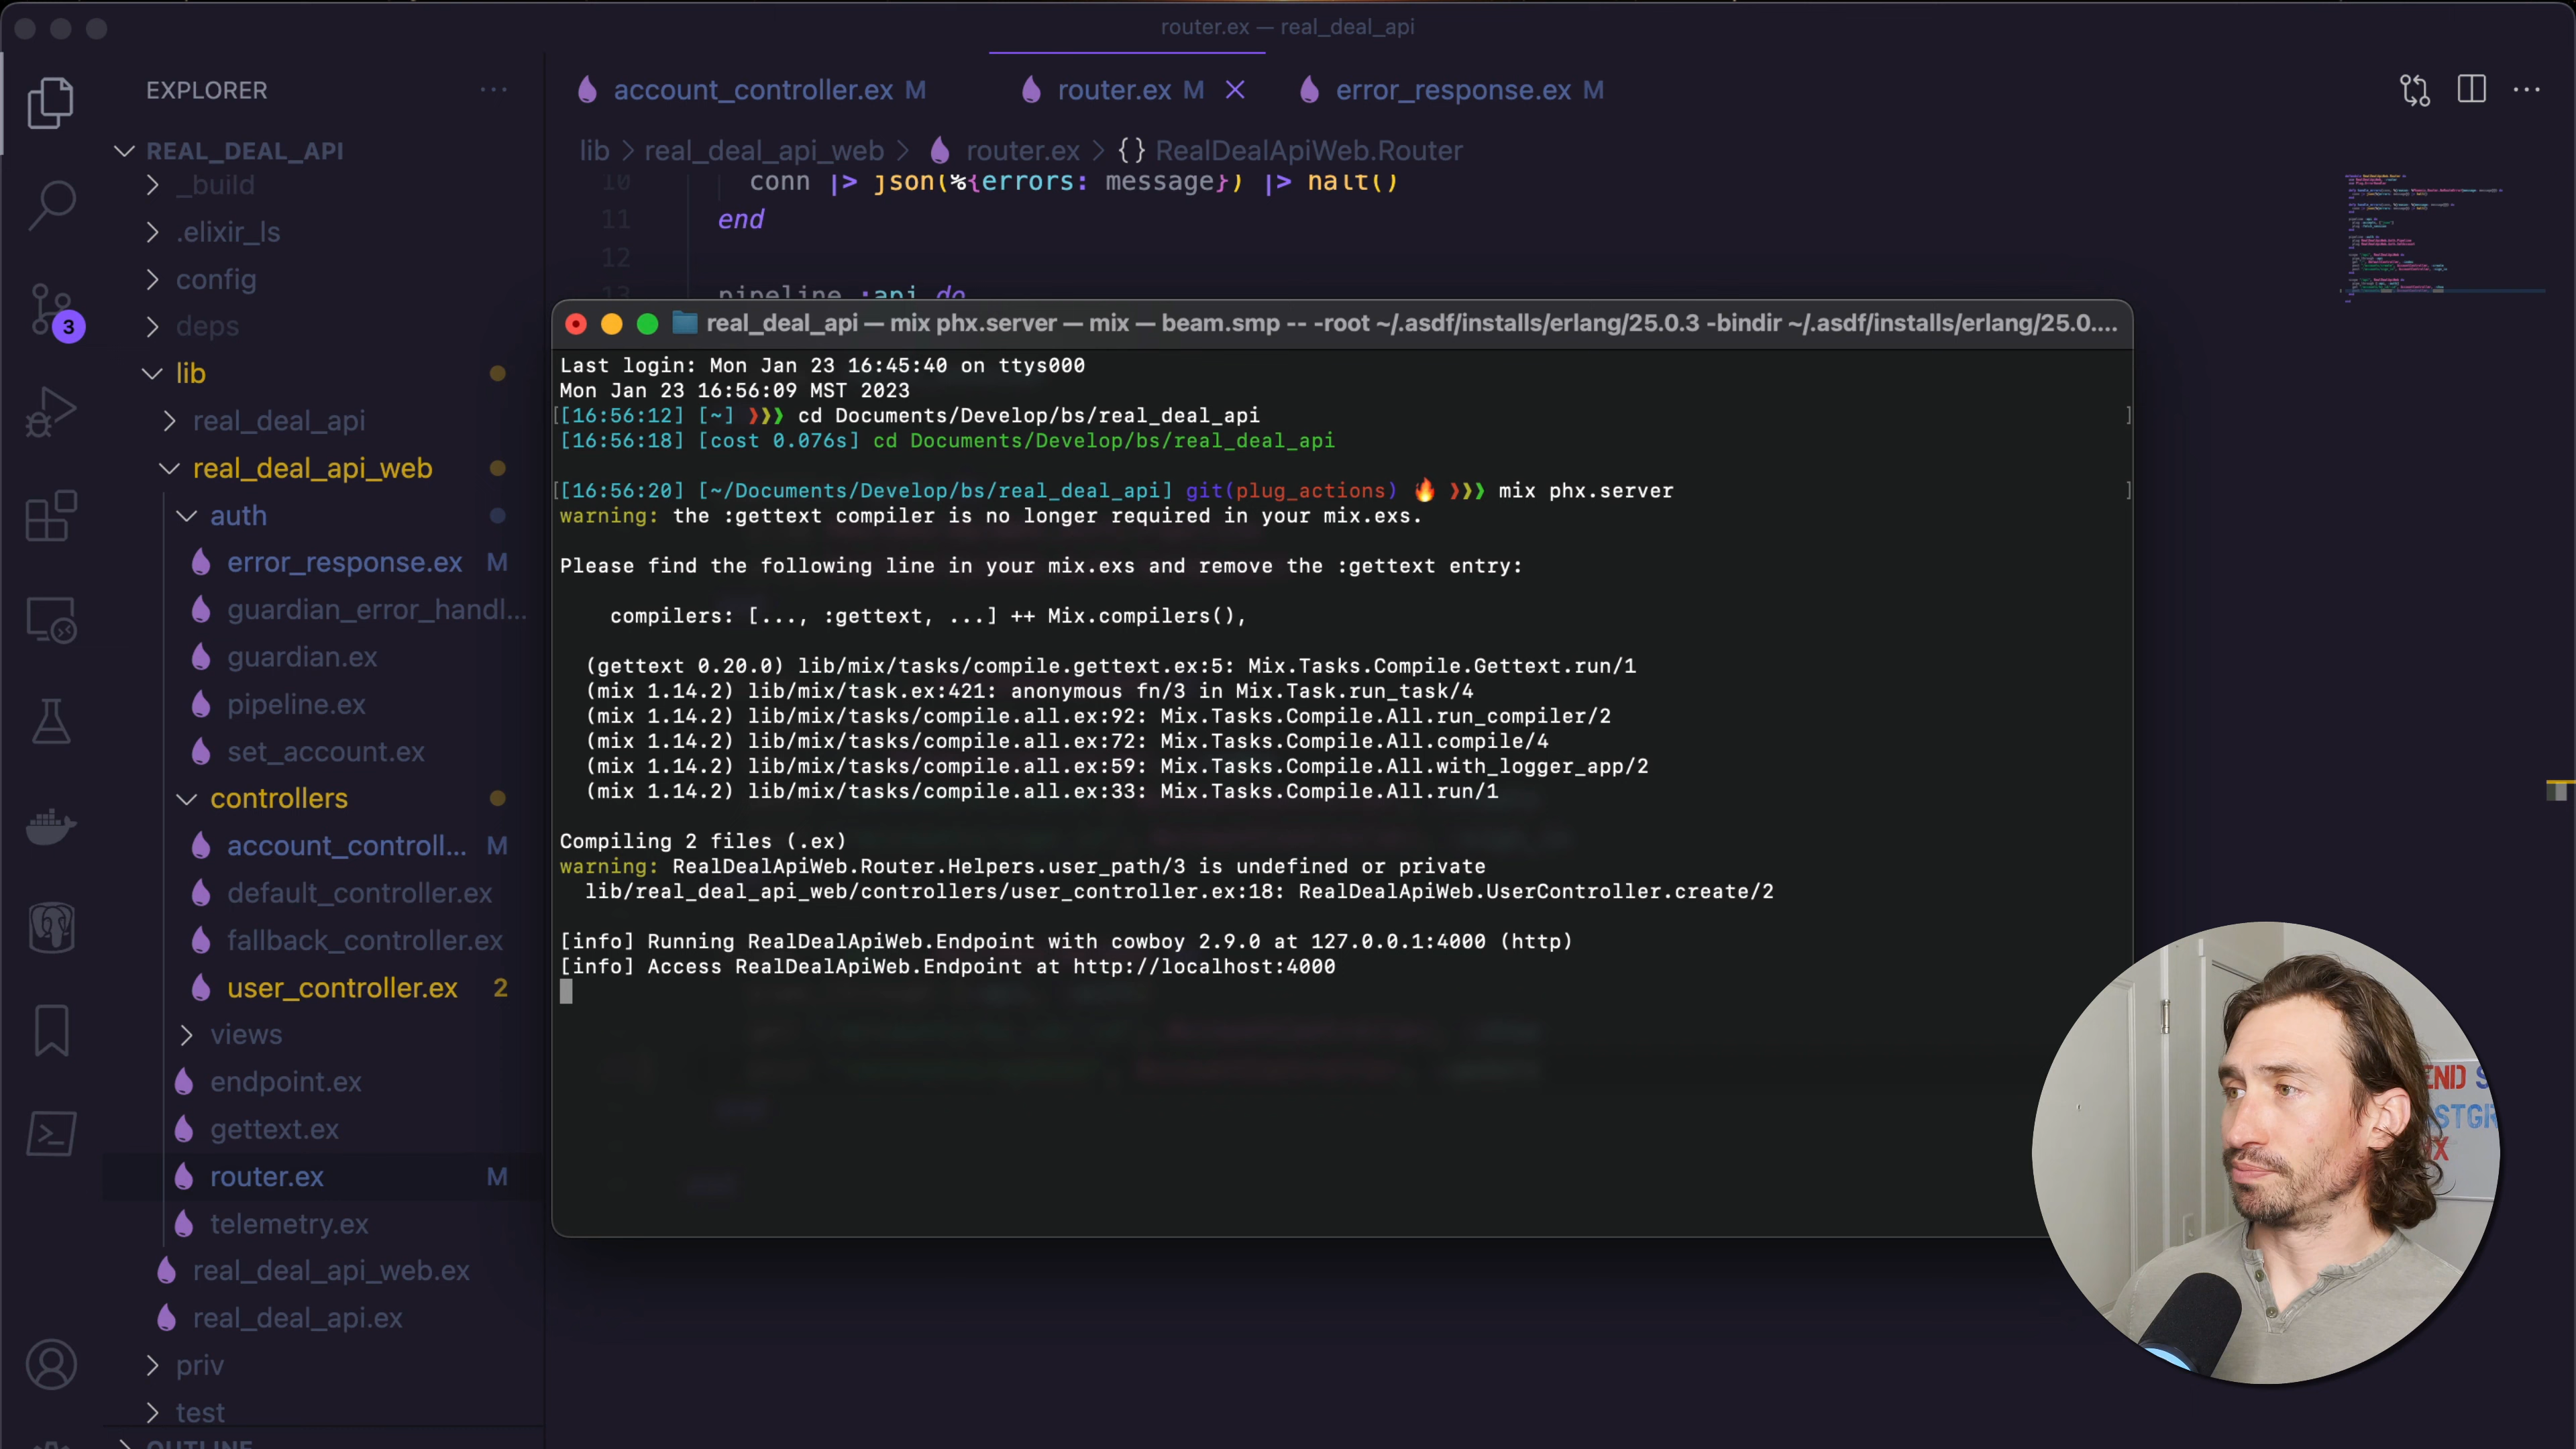 router.ex — real_deal_api
EXPLORER
REAL_DEAL_API
_build
.elixir_ls
config
deps
lib
real_deal_api
real_deal_api_web
auth
error_response.ex M
guardian_error_handl...
guardian.ex
pipeline.ex
set_account.ex
controllers
account_controll... M
default_controller.ex
fallback_controller.ex
user_controller.ex 2
views
endpoint.ex
gettext.ex
router.ex M
telemetry.ex
real_deal_api_web.ex
real_deal_api.ex
priv
test
OUTLINE
3
account_controller.ex M
router.ex M
error_response.ex M
lib > real_deal_api_web > router.ex > {} RealDealApiWeb.Router
10 conn |> json(%{errors: message}) |> halt()
11 end
12
13 pipeline :api do
real_deal_api — mix phx.server — mix — beam.smp -- -root ~/.asdf/installs/erlang/25.0.3 -bindir ~/.asdf/installs/erlang/25.0....
Last login: Mon Jan 23 16:45:40 on ttys000
Mon Jan 23 16:56:09 MST 2023
[[16:56:12] [~] ❯❯❯ cd Documents/Develop/bs/real_deal_api ]
[16:56:18] [cost 0.076s] cd Documents/Develop/bs/real_deal_api
[[16:56:20] [~/Documents/Develop/bs/real_deal_api] git(plug_actions) 🔥 ❯❯❯ mix phx.server ]
warning: the :gettext compiler is no longer required in your mix.exs.
Please find the following line in your mix.exs and remove the :gettext entry:
compilers: [..., :gettext, ...] ++ Mix.compilers(),
(gettext 0.20.0) lib/mix/tasks/compile.gettext.ex:5: Mix.Tasks.Compile.Gettext.run/1
(mix 1.14.2) lib/mix/task.ex:421: anonymous fn/3 in Mix.Task.run_task/4
(mix 1.14.2) lib/mix/tasks/compile.all.ex:92: Mix.Tasks.Compile.All.run_compiler/2
(mix 1.14.2) lib/mix/tasks/compile.all.ex:72: Mix.Tasks.Compile.All.compile/4
(mix 1.14.2) lib/mix/tasks/compile.all.ex:59: Mix.Tasks.Compile.All.with_logger_app/2
(mix 1.14.2) lib/mix/tasks/compile.all.ex:33: Mix.Tasks.Compile.All.run/1
Compiling 2 files (.ex)
warning: RealDealApiWeb.Router.Helpers.user_path/3 is undefined or private
lib/real_deal_api_web/controllers/user_controller.ex:18: RealDealApiWeb.UserController.create/2
[info] Running RealDealApiWeb.Endpoint with cowboy 2.9.0 at 127.0.0.1:4000 (http)
[info] Access RealDealApiWeb.Endpoint at http://localhost:4000